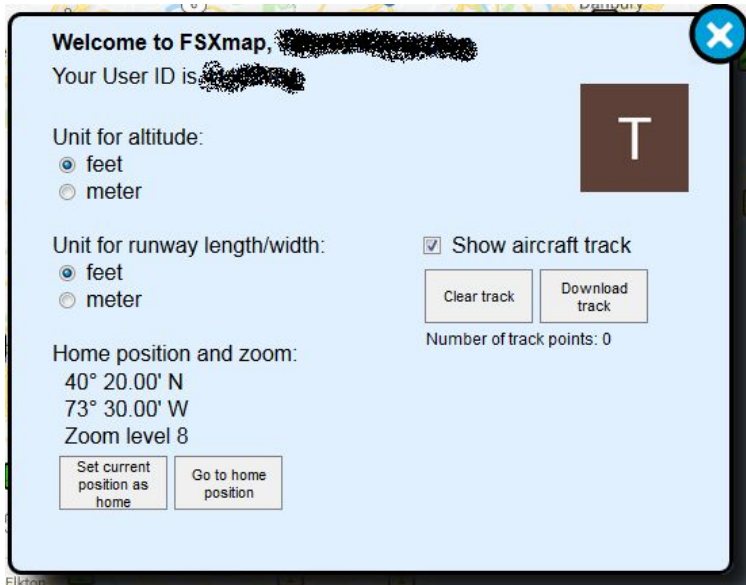 Danbury
Welcome to FSXmap,
Your User ID is
T
Unit for altitude:
feet
meter
Unit for runway length/width:
feet
meter
Show aircraft track
Clear track
Download
track
Number of track points: 0
Home position and zoom:
40° 20.00' N
73° 30.00' W
Zoom level 8
Set current
position as
home
Go to home
position
Elkton